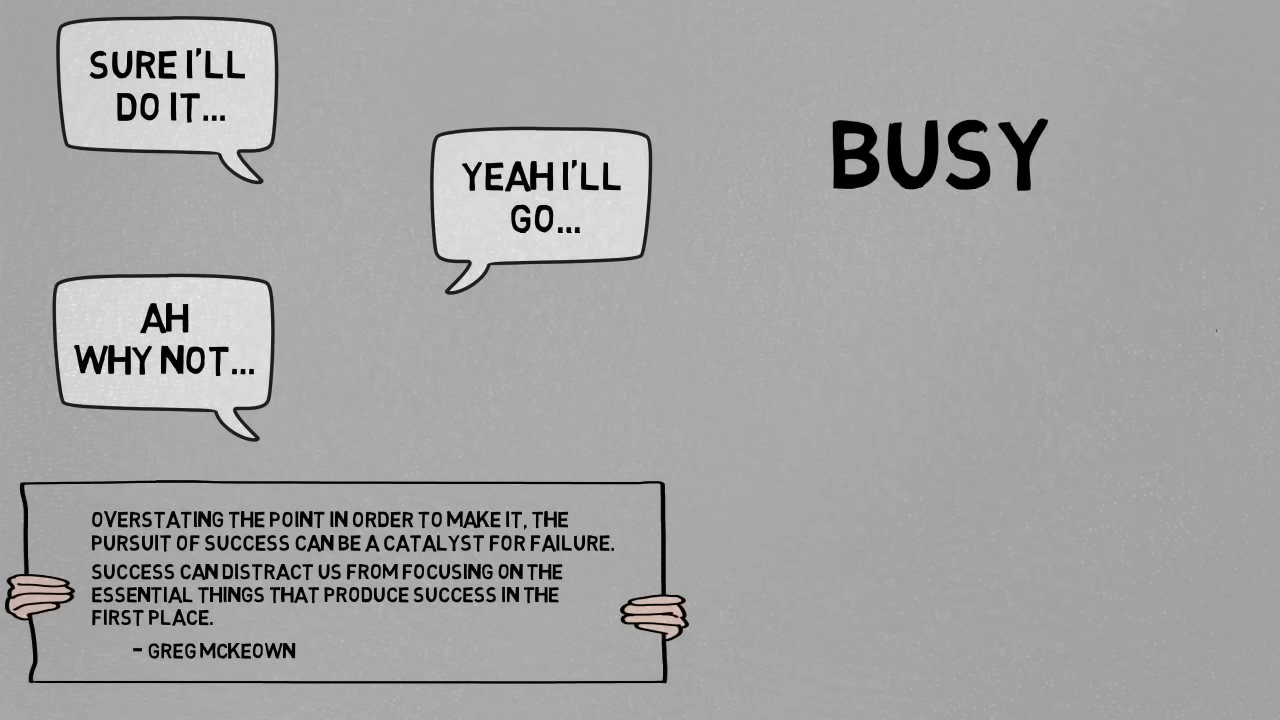 SURE I'LL
DO IT...
YEAH I'LL
GO...
BUSY
AH
WHY NOT...
OVERSTATING THE POINT IN ORDER TO MAKE IT, THE
PURSUIT OF SUCCESS CAN BE A CATALYST FOR FAILURE.
SUCCESS CAN DISTRACT US FROM FOCUSING ON THE
ESSENTIAL THINGS THAT PRODUCE SUCCESS IN THE
FIRST PLACE.
- GREG MCKEOWN